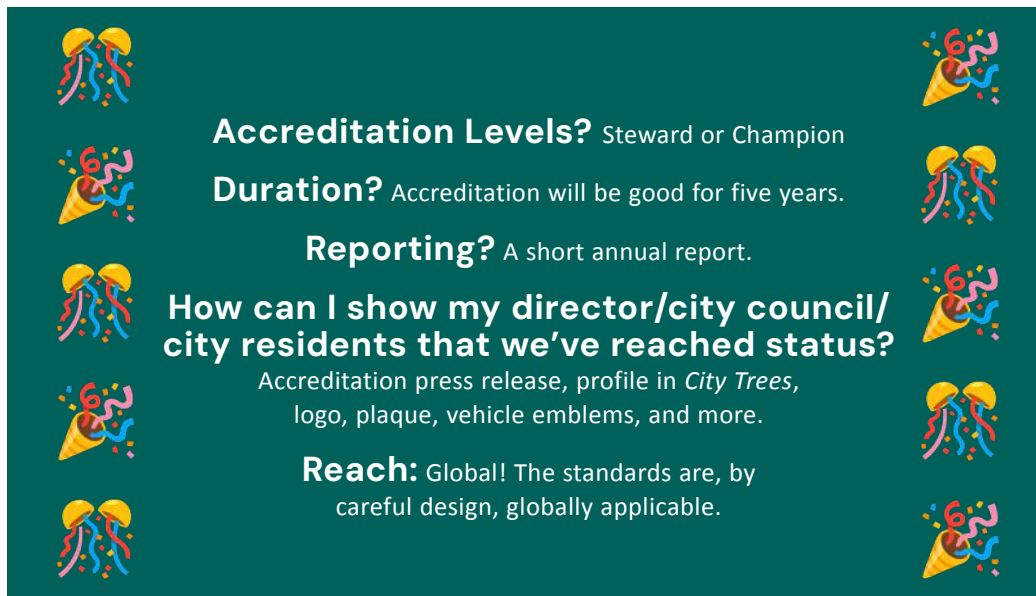 Accreditation Levels? Steward or Champion
Duration? Accreditation will be good for five years.
Reporting? A short annual report.
How can I show my director/city council/
city residents that we’ve reached status?
Accreditation press release, profile in City Trees,
logo, plaque, vehicle emblems, and more.
Reach: Global! The standards are, by
careful design, globally applicable.